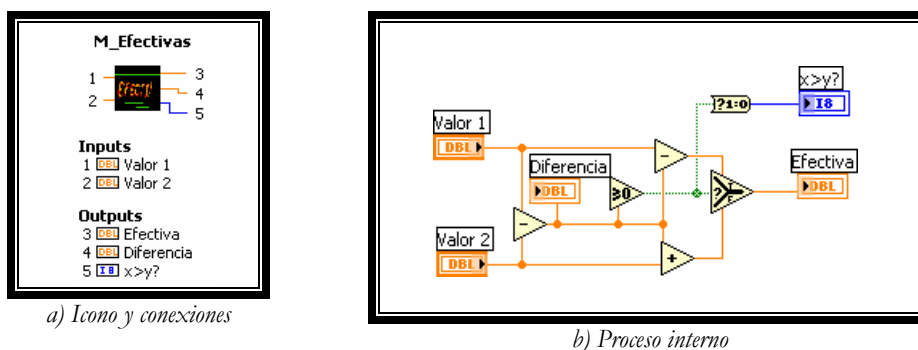 M_Efectivas
1
2
Efecti
3
4
5
Inputs
1 DBL Valor 1
2 DBL Valor 2
Outputs
3 DBL Efectiva
4 DBL Diferencia
5 I8 x>y?
a) Icono y conexiones
x>y?
?1:0
I8
Valor 1
DBL
Diferencia
DBL
≥0
-
?
T
F
Efectiva
DBL
-
Valor 2
DBL
+
b) Proceso interno